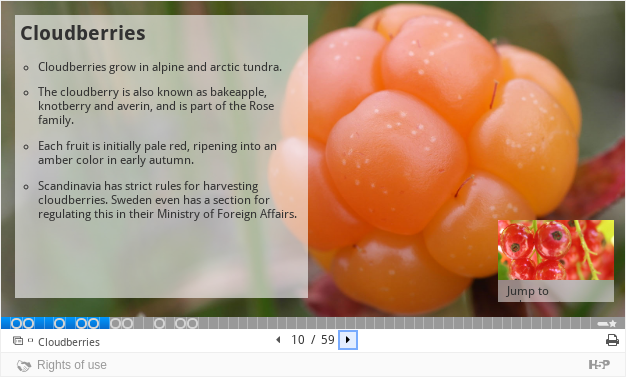 Cloudberries
Cloudberries grow in alpine and arctic tundra.
The cloudberry is also known as bakeapple,
knotberry and averin, and is part of the Rose
family.
Each fruit is initially pale red, ripening into an
amber color in early autumn.
Scandinavia has strict rules for harvesting
cloudberries. Sweden even has a section for
regulating this in their Ministry of Foreign Affairs.
Jump to
Cloudberries
10 / 59
Rights of use
H5P